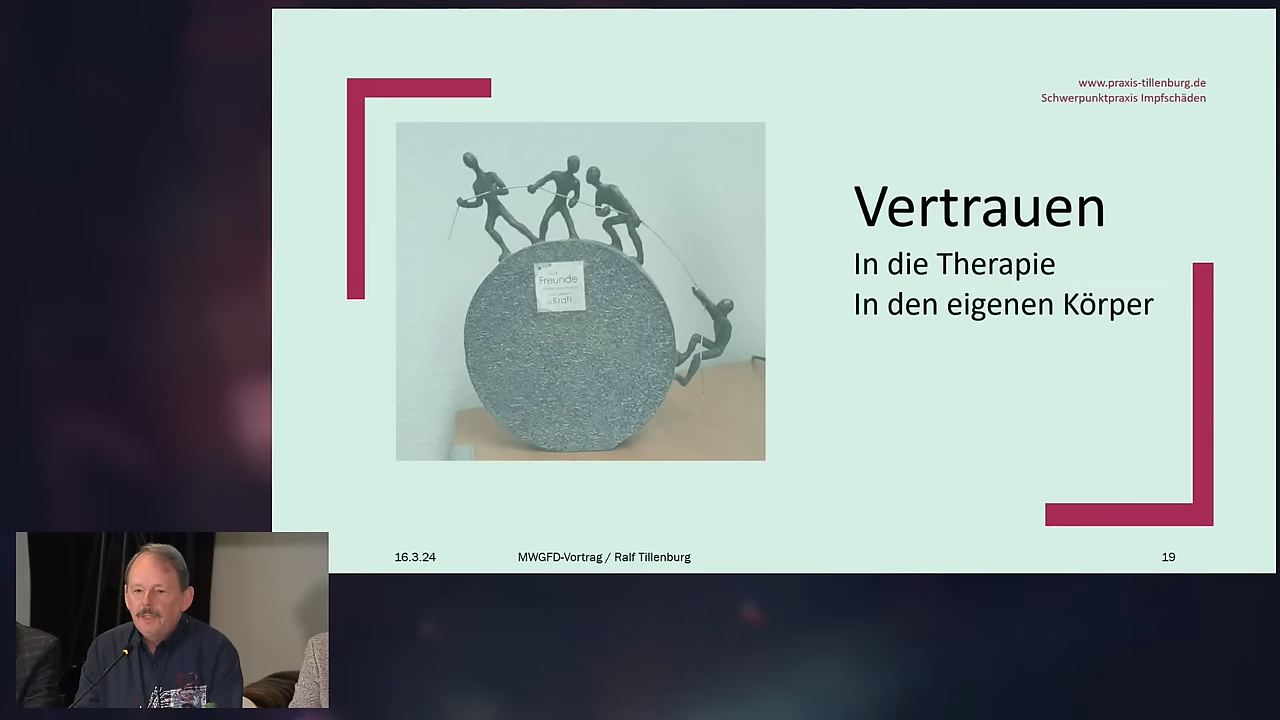 www.praxis-tillenburg.de
Schwerpunktpraxis Impfschäden
Vertrauen
In die Therapie
In den eigenen Körper
Freunde
Kraft
16.3.24
MWGFD-Vortrag / Ralf Tillenburg
19